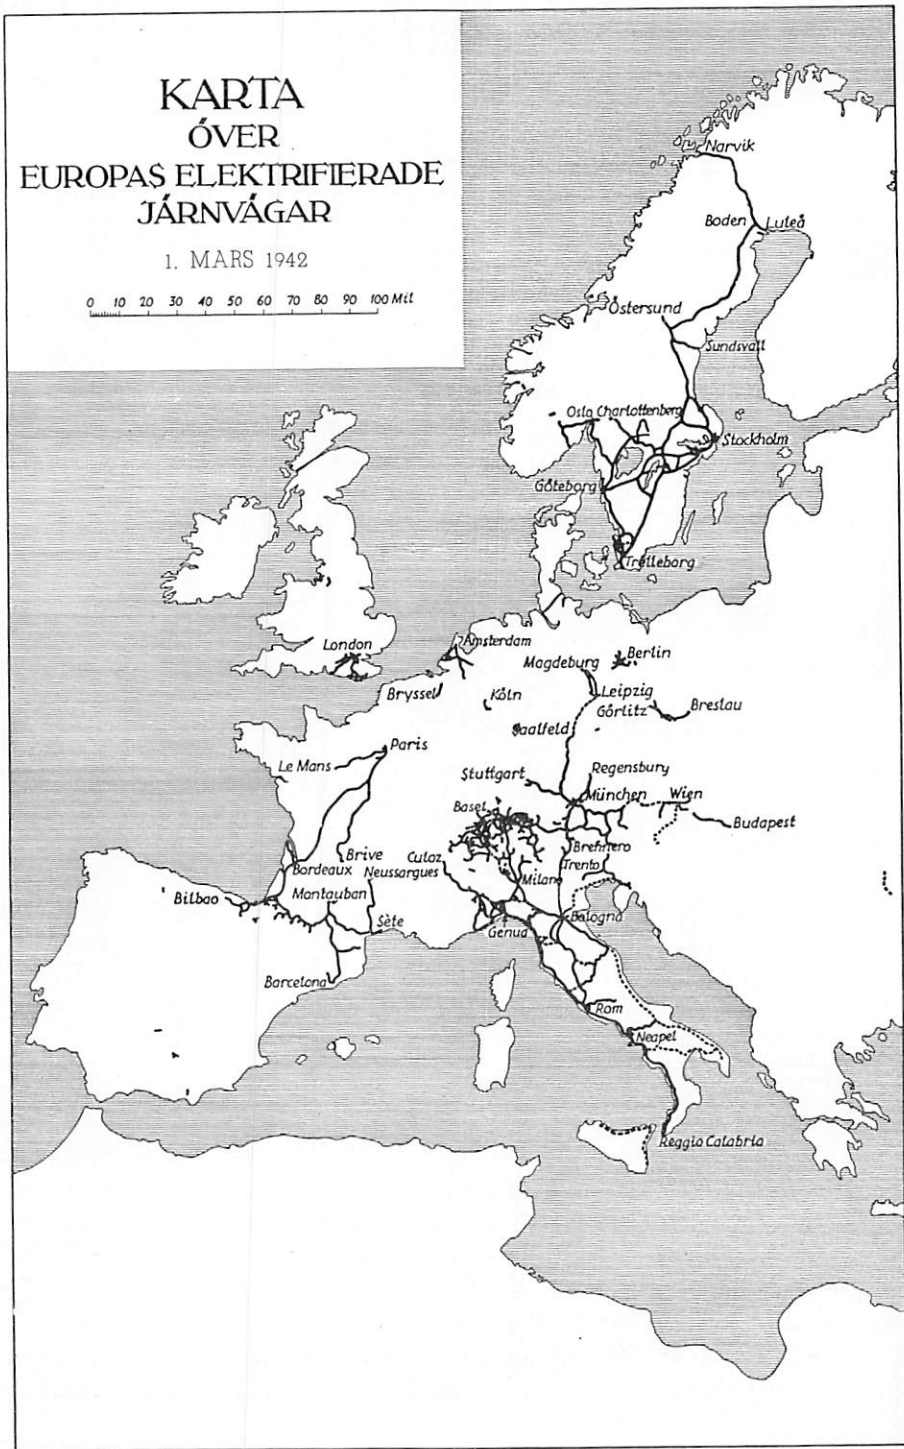 KARTA
ÖVER
EUROPAS ELEKTRIFIERADE
JÄRNVÄGAR
1. MARS 1942
0 10 20 30 40 50 60 70 80 90 100 Mil
Narvik
Boden Luleå
Östersund
Sundsvall
Oslo Charlottenberg
Stockholm
Göteborg
Trelleborg
London
Amsterdam
Berlin
Magdeburg
Bryssel
Köln
Leipzig
Görlitz
Breslau
Saalfeld
Paris
Le Mans
Stuttgart
Regensburg
München
Wien
Basel
Budapest
Brennero
Brive
Culoz
Trento
Bordeaux
Neussargues
Milano
Bilbao
Montauban
Sète
Bologna
Genua
Barcelona
Rom
Neapel
Reggio Calabria